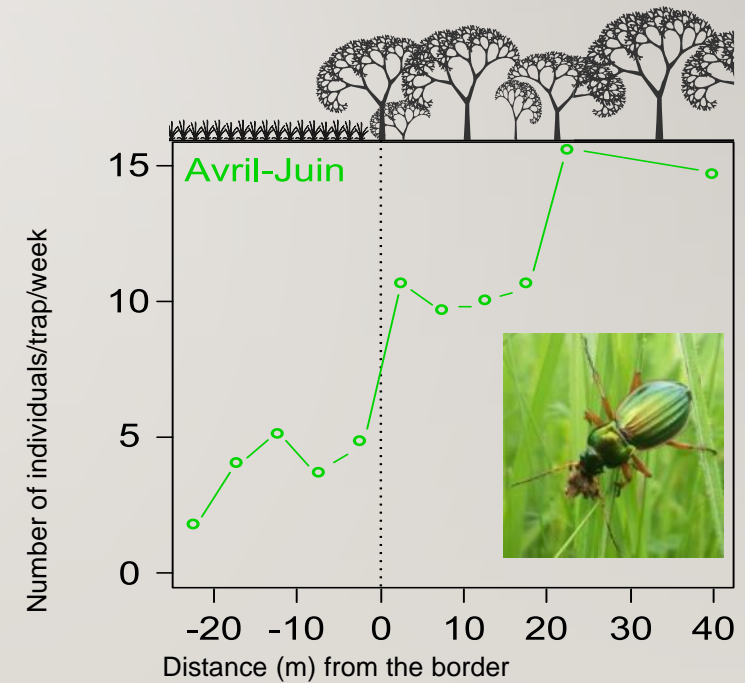 15
Avril-Juin
10
5
0
Number of individuals/trap/week
-20 -10 0 10 20 30 40
Distance (m) from the border